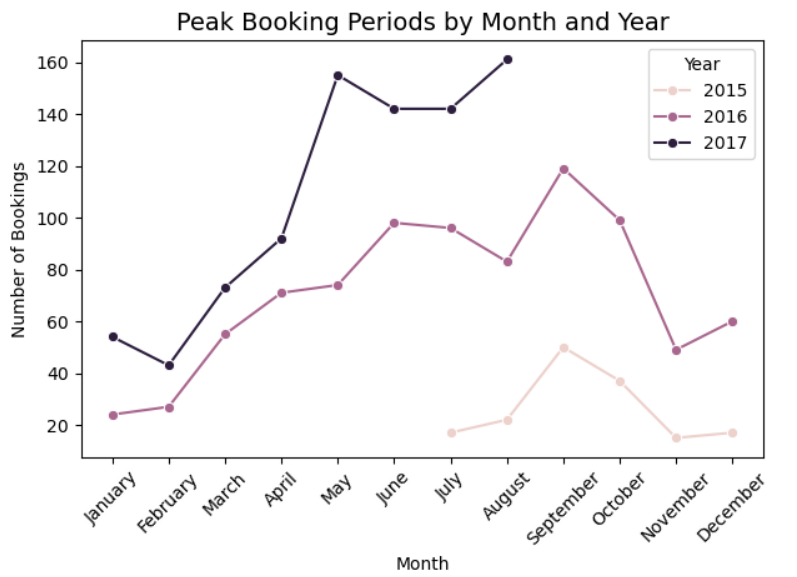 Peak Booking Periods by Month and Year
Number of Bookings
160
140
120
100
80
60
40
20
Year
2015
2016
2017
January
February
March
April
May
June
July
August
September
October
November
December
Month